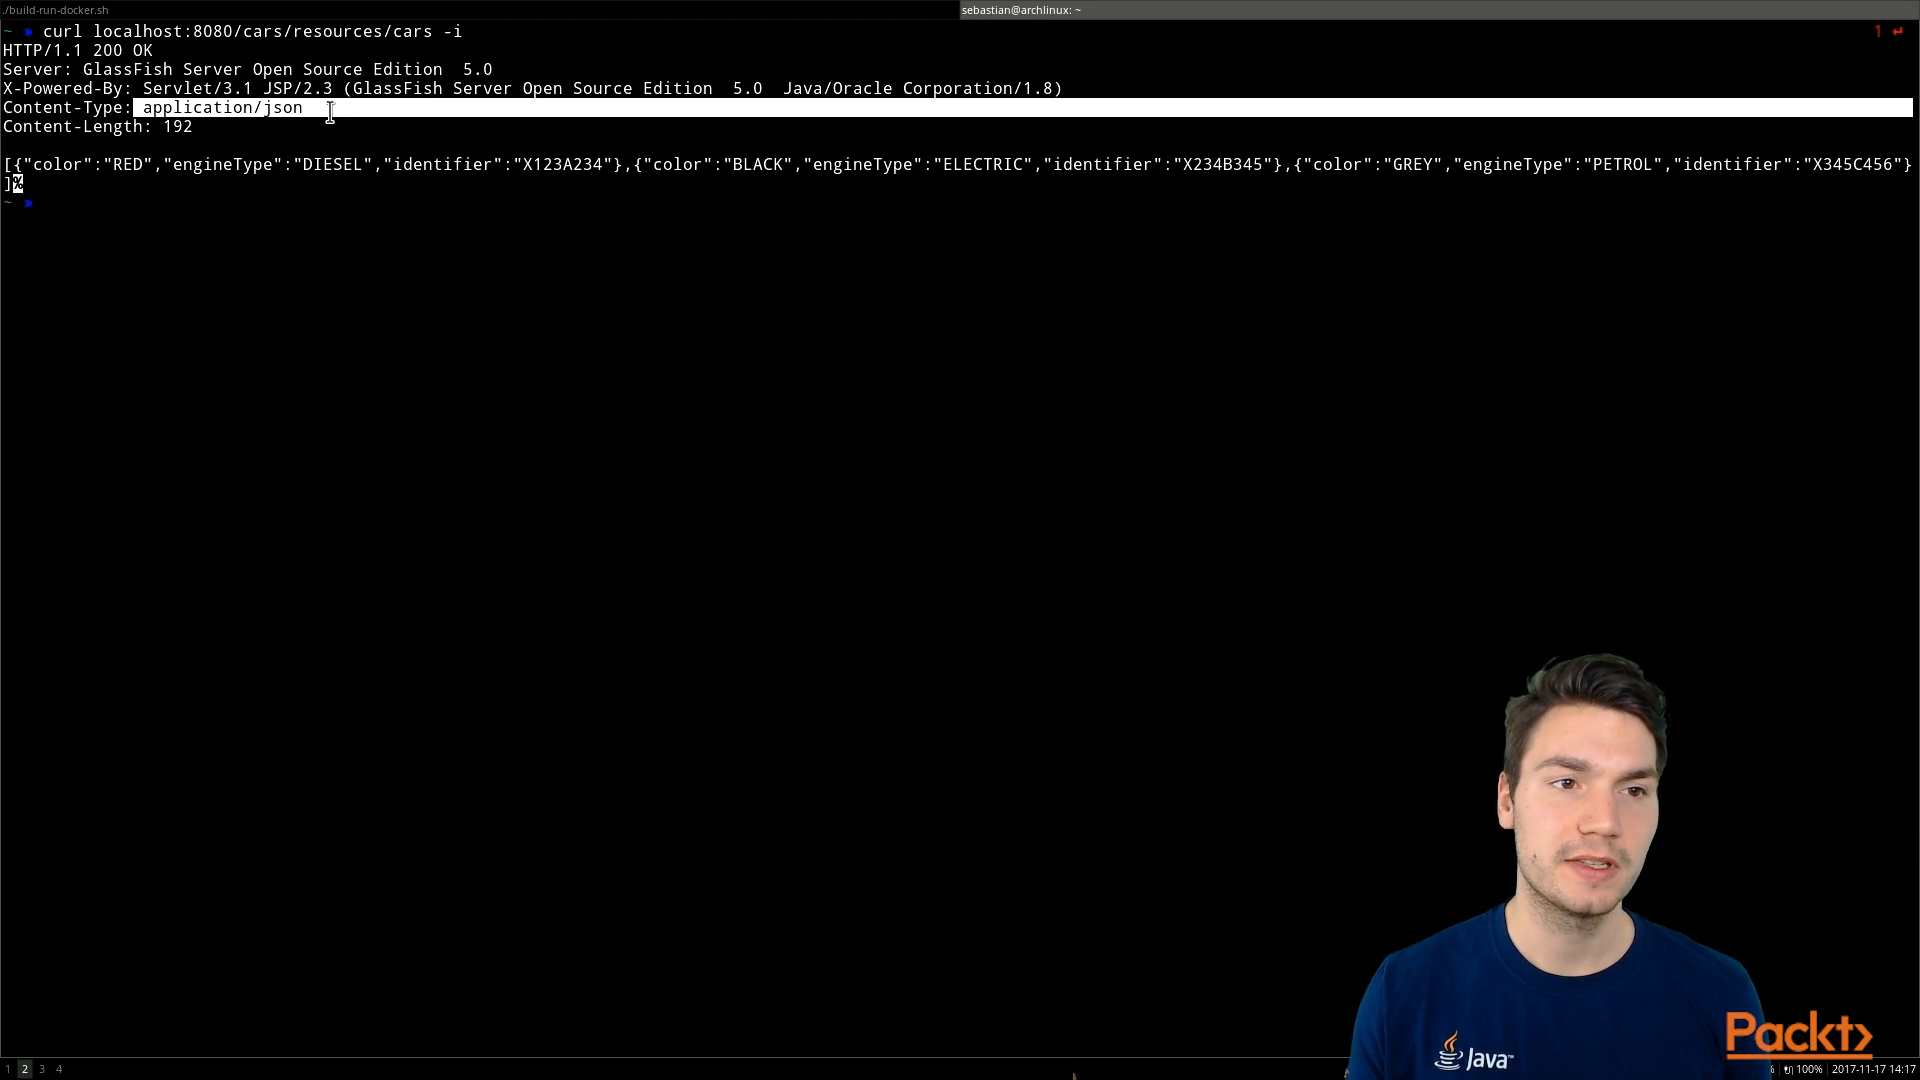 ./build-run-docker.sh
sebastian@archlinux: ~
~ curl localhost:8080/cars/resources/cars -i
1 ↵
HTTP/1.1 200 OK
Server: GlassFish Server Open Source Edition  5.0
X-Powered-By: Servlet/3.1 JSP/2.3 (GlassFish Server Open Source Edition  5.0  Java/Oracle Corporation/1.8)
Content-Type: application/json
Content-Length: 192
[{"color":"RED","engineType":"DIESEL","identifier":"X123A234"},{"color":"BLACK","engineType":"ELECTRIC","identifier":"X234B345"},{"color":"GREY","engineType":"PETROL","identifier":"X345C456"}
]%
~
Java™
Packt>
1 2 3 4
% 100% 2017-11-17 14:17